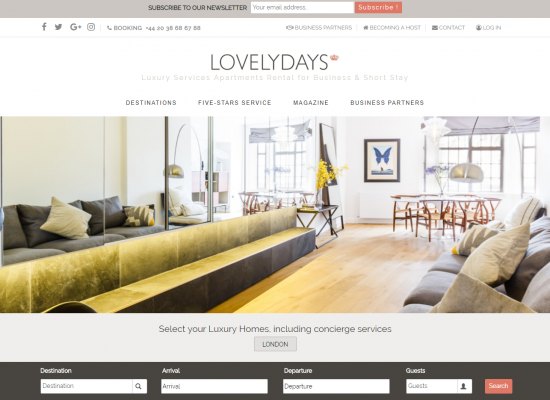 SUBSCRIBE TO OUR NEWSLETTER Your email address Subscribe !
BOOKING +44 20 38 68 67 88 BUSINESS PARTNERS BECOMING A HOST CONTACT LOG IN
LOVELYDAYS
Luxury Services Apartments Rental for Business & Short Stay
DESTINATIONS FIVE-STARS SERVICE MAGAZINE BUSINESS PARTNERS
Select your Luxury Homes, including concierge services
LONDON
Destination Arrival Departure Guests
Destination Arrival Departure Guests Search